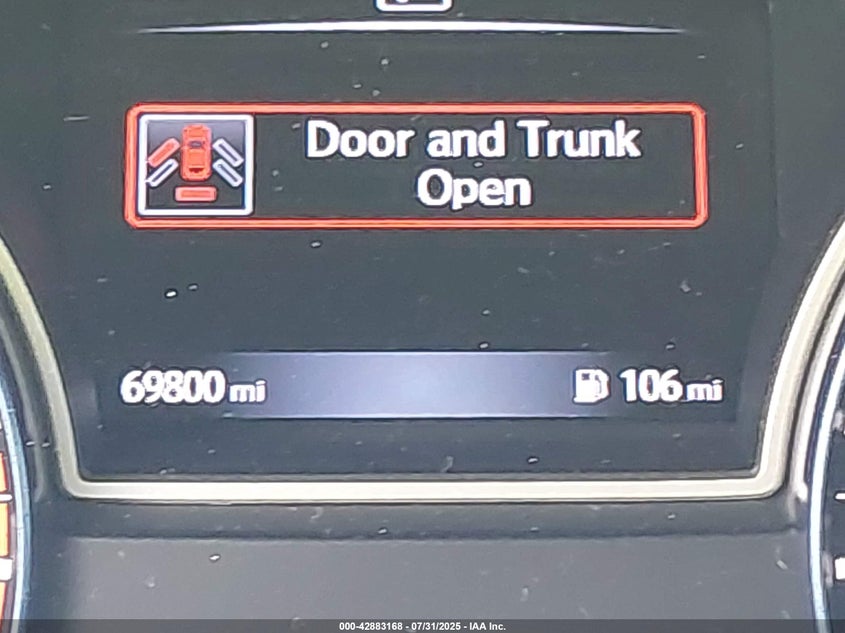 Door and Trunk
Open
69800 mi
106 mi
000-42883168 - 07/31/2025 - IAA Inc.